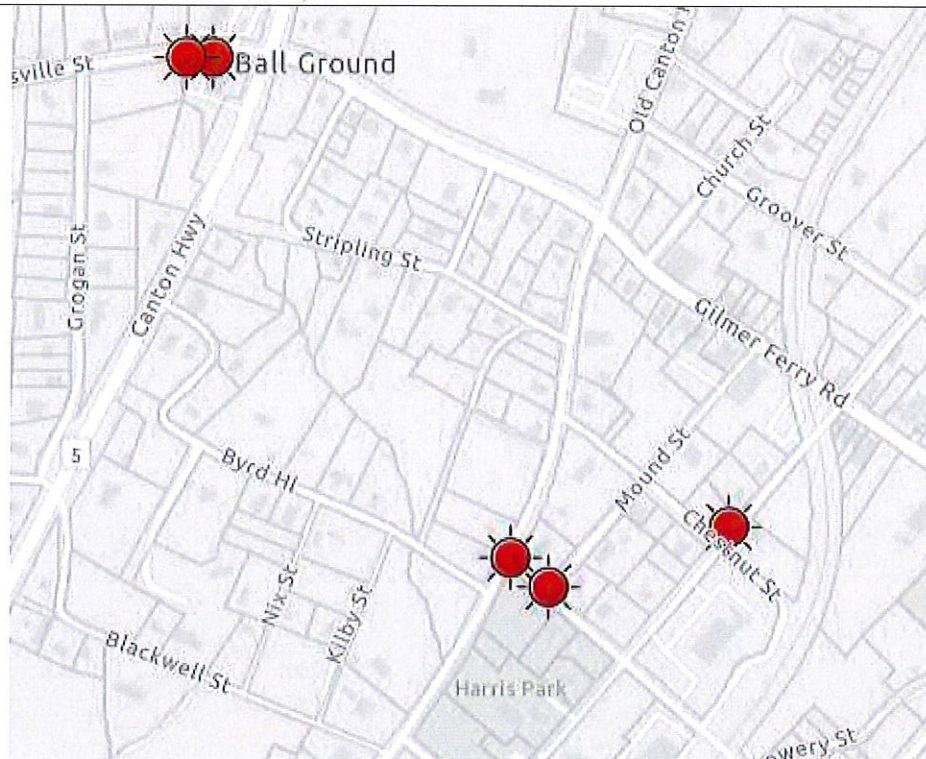 sville St
Ball Ground
Old Canton
Church St
Groover St
Grogan St
Canton Hwy
Stripling St
Gilmer Ferry Rd
5
Byrd Hl
Mound St
Chestnut St
Nix St
Kilby St
Blackwell St
Harris Park
owery St